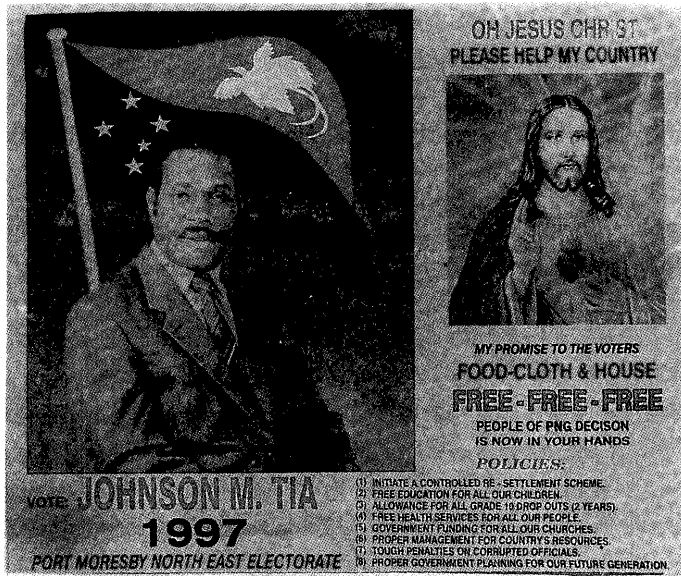 OH JESUS CHR ST
PLEASE HELP MY COUNTRY
MY PROMISE TO THE VOTERS
FOOD-CLOTH & HOUSE
FREE - FREE - FREE
PEOPLE OF PNG DECISON
IS NOW IN YOUR HANDS
POLICIES:
(1) INITIATE A CONTROLLED RE - SETTLEMENT SCHEME.
(2) FREE EDUCATION FOR ALL OUR CHILDREN.
(3) ALLOWANCE FOR ALL GRADE 10 DROP OUTS (2 YEARS).
(4) FREE HEALTH SERVICES FOR ALL OUR PEOPLE.
(5) GOVERNMENT FUNDING FOR ALL OUR CHURCHES.
(6) PROPER MANAGEMENT FOR COUNTRY'S RESOURCES.
(7) TOUGH PENALTIES ON CORRUPTED OFFICIALS.
(8) PROPER GOVERNMENT PLANNING FOR OUR FUTURE GENERATION.
VOTE: JOHNSON M. TIA
1997
PORT MORESBY NORTH EAST ELECTORATE